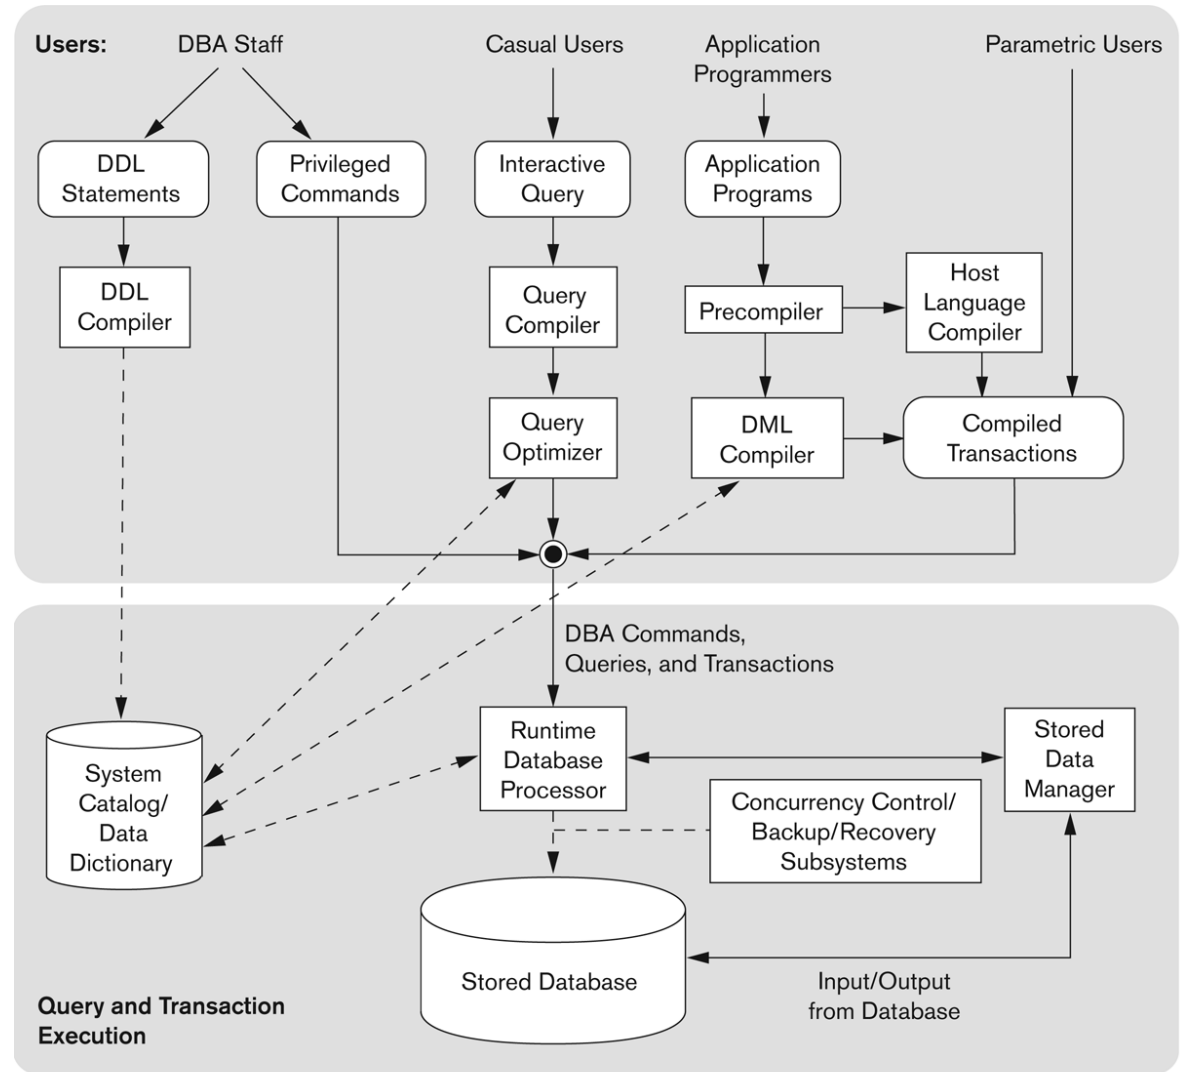 Users:
DBA Staff
Casual Users
Application
Programmers
Parametric Users
DDL
Statements
Privileged
Commands
Interactive
Query
Application
Programs
DDL
Compiler
Query
Compiler
Precompiler
Host
Language
Compiler
Query
Optimizer
DML
Compiler
Compiled
Transactions
DBA Commands,
Queries, and Transactions
System
Catalog/
Data
Dictionary
Runtime
Database
Processor
Stored
Data
Manager
Concurrency Control/
Backup/Recovery
Subsystems
Stored Database
Input/Output
from Database
Query and Transaction
Execution